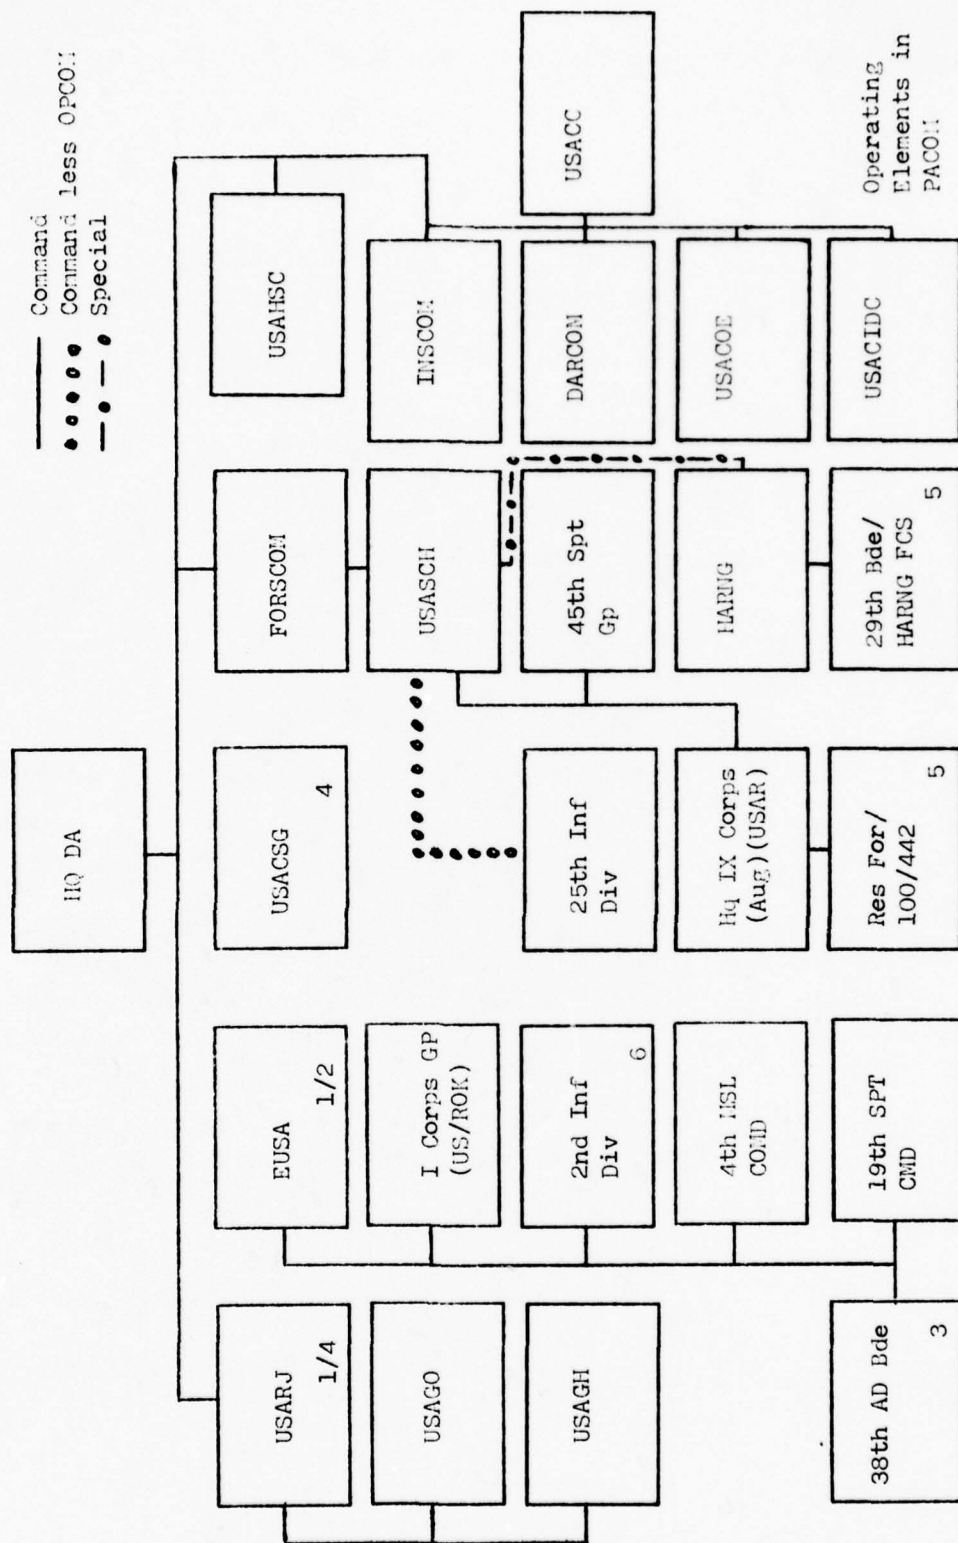 Command
Command less OPCOM
Special
HQ DA
USARJ
1/4
EUSA
1/2
USACSG
4
FORSCOM
USAHSC
USAGO
I Corps GP
(US/ROK)
USASCH
INSCOM
USAGH
2nd Inf
Div
6
25th Inf
Div
45th Spt
Gp
DARCOM
USACC
4th MSL
COMD
Hq IX Corps
(Aug)(USAR)
HARNG
USACOE
38th AD Bde
3
19th SPT
CMD
Res For/
100/442
5
29th Bde/
HARNG FCS
5
USACIDC
Operating
Elements in
PACOM